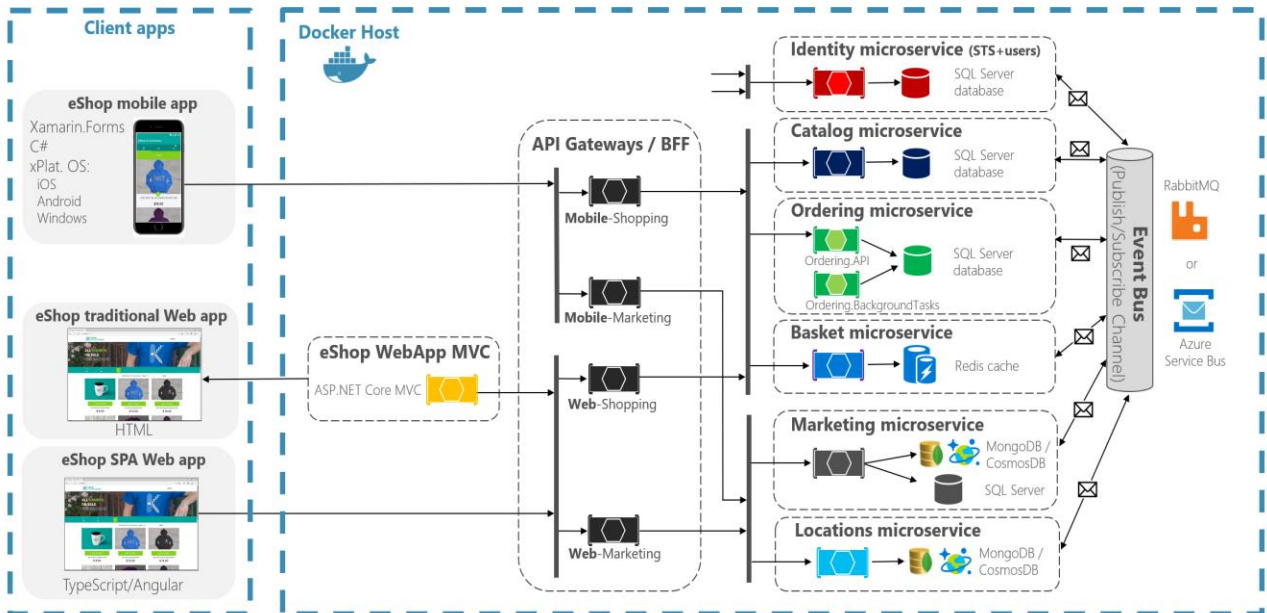 Client apps
eShop mobile app
Xamarin.Forms
C#
xPlat. OS:
iOS
Android
Windows
eShop traditional Web app
HTML
eShop SPA Web app
TypeScript/Angular
Docker Host
eShop WebApp MVC
ASP.NET Core MVC
API Gateways / BFF
Mobile-Shopping
Mobile-Marketing
Web-Shopping
Web-Marketing
Identity microservice (STS+users)
SQL Server
database
Catalog microservice
SQL Server
database
Ordering microservice
Ordering.API
SQL Server
database
Ordering.BackgroundTasks
Basket microservice
Redis cache
Marketing microservice
MongoDB /
CosmosDB
SQL Server
Locations microservice
MongoDB /
CosmosDB
Event Bus
(Publish/Subscribe Channel)
RabbitMQ
or
Azure
Service Bus